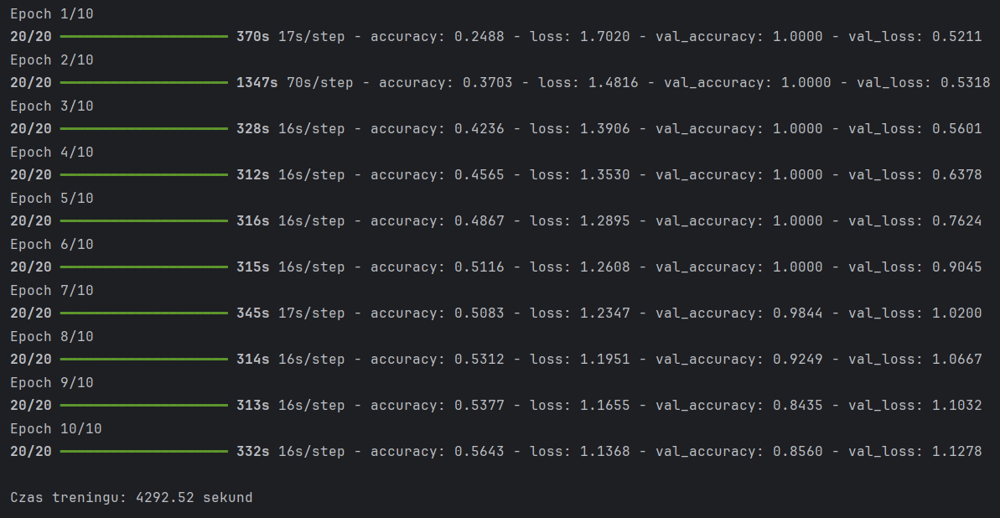 Epoch 1/10
20/20 ━━━━━━━━━━━━━━━━━━━━ 370s 17s/step - accuracy: 0.2488 - loss: 1.7020 - val_accuracy: 1.0000 - val_loss: 0.5211
Epoch 2/10
20/20 ━━━━━━━━━━━━━━━━━━━━ 1347s 70s/step - accuracy: 0.3703 - loss: 1.4816 - val_accuracy: 1.0000 - val_loss: 0.5318
Epoch 3/10
20/20 ━━━━━━━━━━━━━━━━━━━━ 328s 16s/step - accuracy: 0.4236 - loss: 1.3906 - val_accuracy: 1.0000 - val_loss: 0.5601
Epoch 4/10
20/20 ━━━━━━━━━━━━━━━━━━━━ 312s 16s/step - accuracy: 0.4565 - loss: 1.3530 - val_accuracy: 1.0000 - val_loss: 0.6378
Epoch 5/10
20/20 ━━━━━━━━━━━━━━━━━━━━ 316s 16s/step - accuracy: 0.4867 - loss: 1.2895 - val_accuracy: 1.0000 - val_loss: 0.7624
Epoch 6/10
20/20 ━━━━━━━━━━━━━━━━━━━━ 315s 16s/step - accuracy: 0.5116 - loss: 1.2608 - val_accuracy: 1.0000 - val_loss: 0.9045
Epoch 7/10
20/20 ━━━━━━━━━━━━━━━━━━━━ 345s 17s/step - accuracy: 0.5083 - loss: 1.2347 - val_accuracy: 0.9844 - val_loss: 1.0200
Epoch 8/10
20/20 ━━━━━━━━━━━━━━━━━━━━ 314s 16s/step - accuracy: 0.5312 - loss: 1.1951 - val_accuracy: 0.9249 - val_loss: 1.0667
Epoch 9/10
20/20 ━━━━━━━━━━━━━━━━━━━━ 313s 16s/step - accuracy: 0.5377 - loss: 1.1655 - val_accuracy: 0.8435 - val_loss: 1.1032
Epoch 10/10
20/20 ━━━━━━━━━━━━━━━━━━━━ 332s 16s/step - accuracy: 0.5643 - loss: 1.1368 - val_accuracy: 0.8560 - val_loss: 1.1278
Czas treningu: 4292.52 sekund